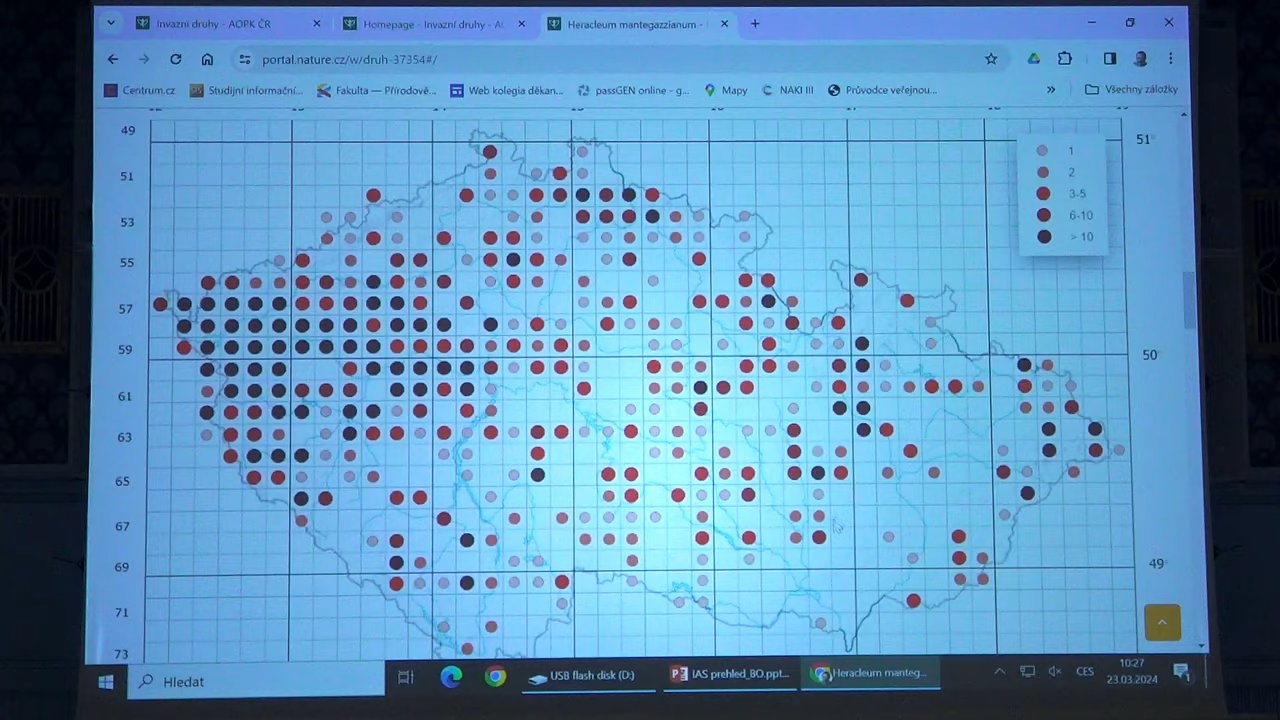 Invazní druhy - AOPK ČR
Homepage - Invazní druhy - A
Heracleum mantegazzianum -
portal.nature.cz/w/druh-37354#/
Centrum.cz
Studijní informační...
Fakulta — Přírodově...
Web kolegia děkan...
passGEN online - g...
Mapy
NAKI III
Průvodce veřejnou...
»
Všechny záložky
49
51
53
55
57
59
61
63
65
67
69
71
73
51°
50°
49°
1
2
3-5
6-10
> 10
Hledat
USB flash disk (D:)
IAS prehled_BO.ppt...
Heracleum manteg...
CES
10:27
23.03.2024
1